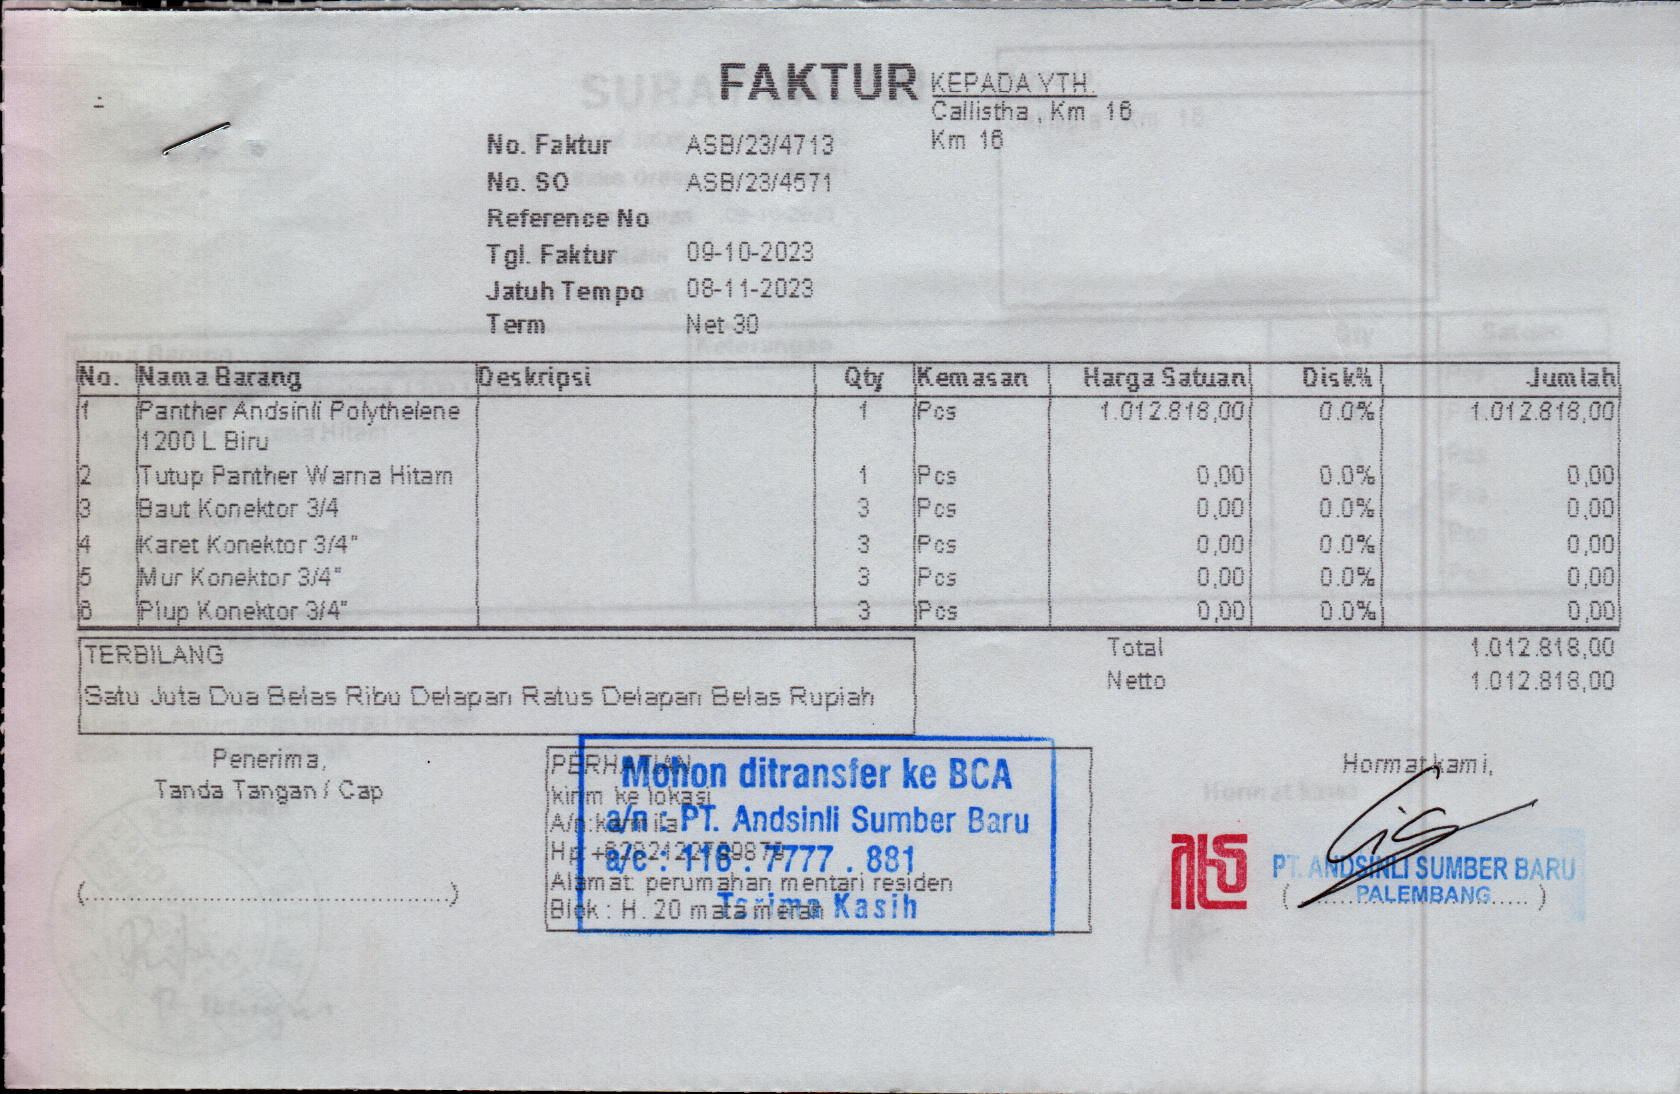 FAKTUR
KEPADA YTH.
Callistha , Km 16
Km 16
No. Faktur ASB/23/4713
No. SO ASB/23/4571
Reference No
Tgl. Faktur 09-10-2023
Jatuh Tempo 08-11-2023
Term Net 30
No. Nama Barang Deskripsi Qty Kemasan Harga Satuan Disk% Jumlah
1 Panther Andsinli Polythelene 1 Pcs 1.012.818,00 0.0% 1.012.818,00
1200 L Biru
2 Tutup Panther Warna Hitam 1 Pcs 0,00 0.0% 0,00
3 Baut Konektor 3/4 3 Pcs 0,00 0.0% 0,00
4 Karet Konektor 3/4" 3 Pcs 0,00 0.0% 0,00
5 Mur Konektor 3/4" 3 Pcs 0,00 0.0% 0,00
6 Plup Konektor 3/4" 3 Pcs 0,00 0.0% 0,00
TERBILANG
Satu Juta Dua Belas Ribu Delapan Ratus Delapan Belas Rupiah
Total 1.012.818,00
Netto 1.012.818,00
Penerima,
Tanda Tangan / Cap
(..........................................)
PERHATIAN
kirim ke lokasi
A/n:karmila
Hp
Alamat: perumahan mentari residen
Blok : H. 20 mata merah
Mohon ditransfer ke BCA
a/n : PT. Andsinli Sumber Baru
a/c : 116 . 7777 . 881
Terima Kasih
Hormat kami,
PT. ANDSINLI SUMBER BARU
PALEMBANG